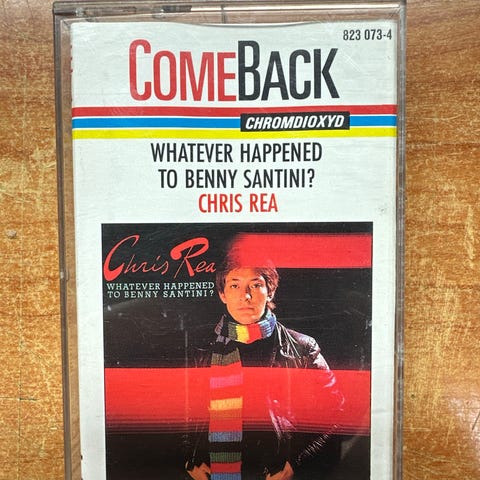 823 073-4
COMEBACK
CHROMDIOXYD
WHATEVER HAPPENED
TO BENNY SANTINI?
CHRIS REA
Chris Rea
WHATEVER HAPPENED
TO BENNY SANTINI?